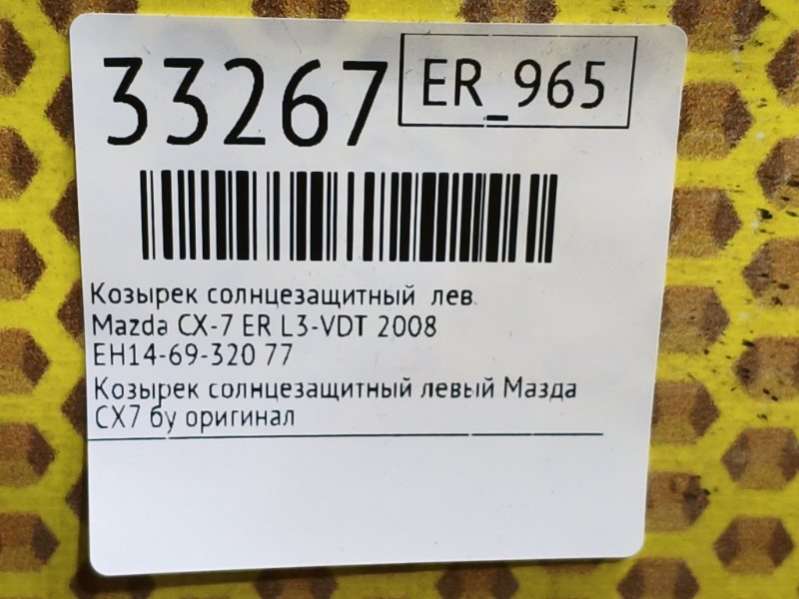 33267
ER_965
Козырек солнцезащитный лев.
Mazda CX-7 ER L3-VDT 2008
EH14-69-320 77
Козырек солнцезащитный левый Мазда
СХ7 бу оригинал